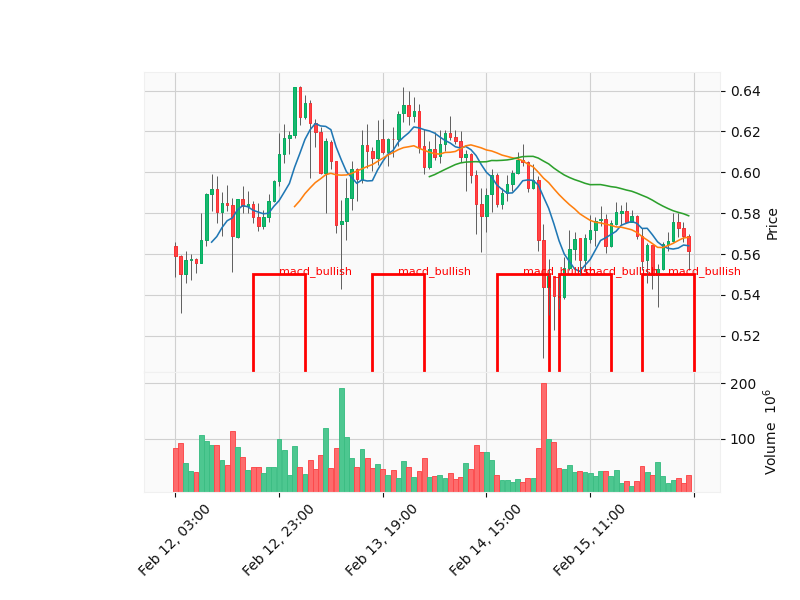 0.64
0.62
0.60
0.58
0.56
0.54
0.52
Price
macd_bullish
macd_bullish
macd_bullish
macd_bullish
macd_bullish
200
100
Volume 10^6
Feb 12, 03:00
Feb 12, 23:00
Feb 13, 19:00
Feb 14, 15:00
Feb 15, 11:00